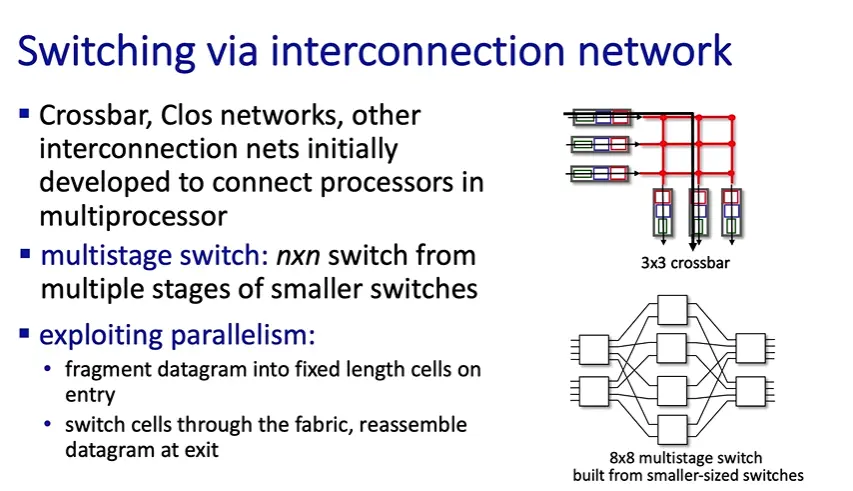 Switching via interconnection network
▪ Crossbar, Clos networks, other
interconnection nets initially
developed to connect processors in
multiprocessor
▪ multistage switch: nxn switch from
multiple stages of smaller switches
▪ exploiting parallelism:
• fragment datagram into fixed length cells on
entry
• switch cells through the fabric, reassemble
datagram at exit
3x3 crossbar
8x8 multistage switch
built from smaller-sized switches